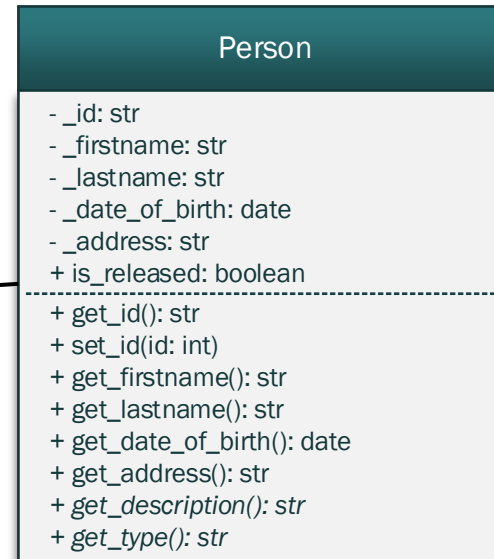 Person
- _id: str
- _firstname: str
- _lastname: str
- _date_of_birth: date
- _address: str
+ is_released: boolean
+ get_id(): str
+ set_id(id: int)
+ get_firstname(): str
+ get_lastname(): str
+ get_date_of_birth(): date
+ get_address(): str
+ get_description(): str
+ get_type(): str